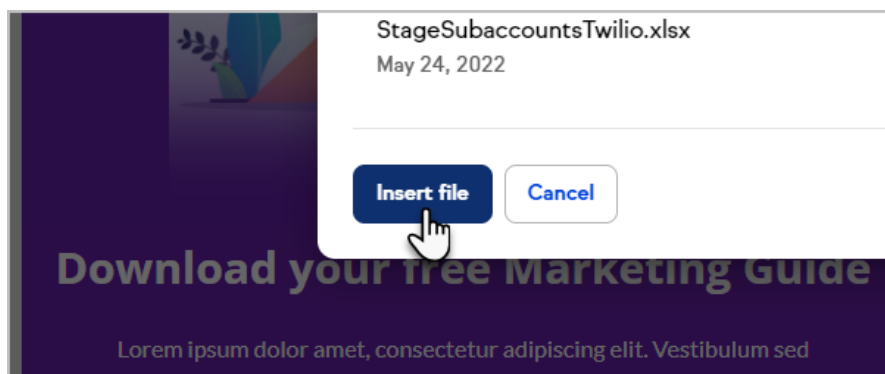 StageSubaccountsTwilio.xlsx
May 24, 2022
Insert file
Cancel
Download your free Marketing Guide
Lorem ipsum dolor amet, consectetur adipiscing elit. Vestibulum sed